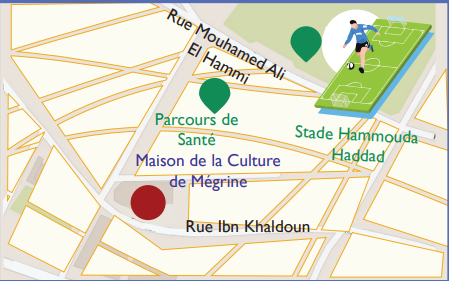 Rue Mouhamed Ali
El Hammi
Parcours de
Santé
Stade Hammouda
Haddad
Maison de la Culture
de Mégrine
Rue Ibn Khaldoun